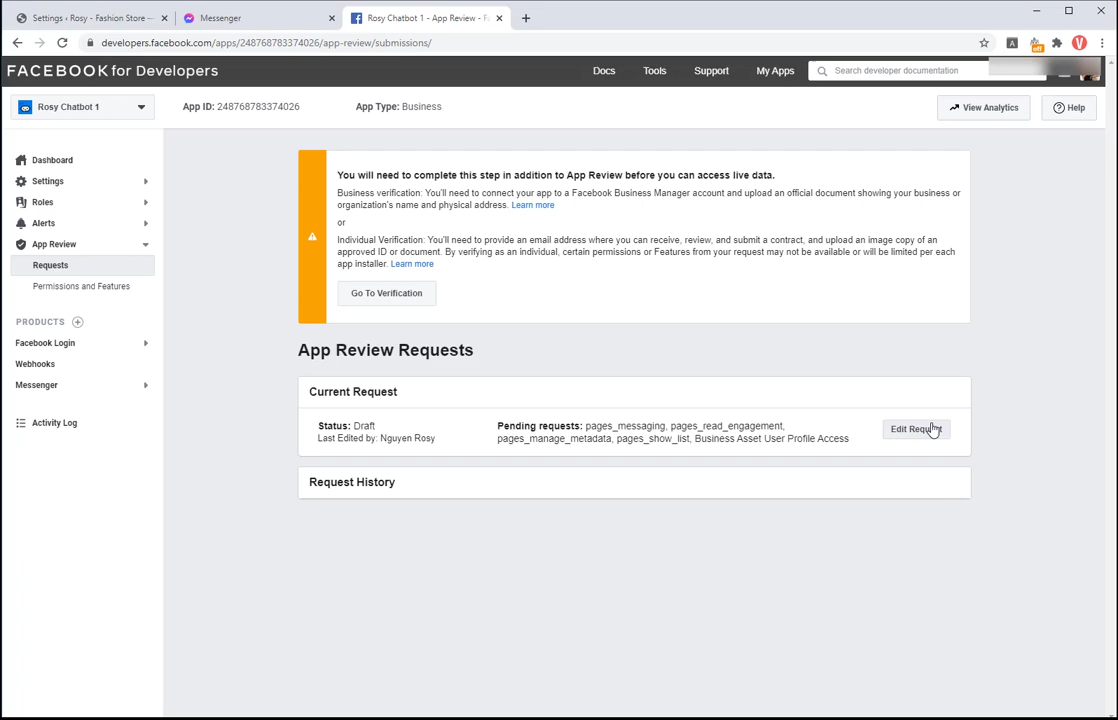 Settings ‹ Rosy - Fashion Store —
Messenger
Rosy Chatbot 1 - App Review - F
developers.facebook.com/apps/248768783374026/app-review/submissions/
A
off
FACEBOOK for Developers
Docs
Tools
Support
My Apps
Search developer documentation
Rosy Chatbot 1
App ID: 248768783374026
App Type: Business
View Analytics
Help
Dashboard
Settings
Roles
Alerts
App Review
Requests
Permissions and Features
PRODUCTS
Facebook Login
Webhooks
Messenger
Activity Log
You will need to complete this step in addition to App Review before you can access live data.
Business verification: You'll need to connect your app to a Facebook Business Manager account and upload an official document showing your business or
organization's name and physical address. Learn more
or
Individual Verification: You'll need to provide an email address where you can receive, review, and submit a contract, and upload an image copy of an
approved ID or document. By verifying as an individual, certain permissions or Features from your request may not be available or will be limited per each
app installer. Learn more
Go To Verification
App Review Requests
Current Request
Status: Draft
Last Edited by: Nguyen Rosy
Pending requests: pages_messaging, pages_read_engagement,
pages_manage_metadata, pages_show_list, Business Asset User Profile Access
Edit Request
Request History